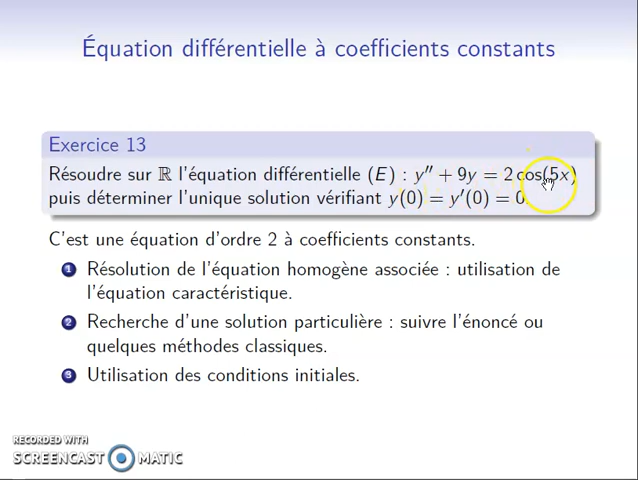 Équation différentielle à coefficients constants
Exercice 13
Résoudre sur ℝ l'équation différentielle (E) : y″ + 9y = 2 cos(5x)
puis déterminer l'unique solution vérifiant y(0) = y′(0) = 0.
C'est une équation d'ordre 2 à coefficients constants.
1 Résolution de l'équation homogène associée : utilisation de
l'équation caractéristique.
2 Recherche d'une solution particulière : suivre l'énoncé ou
quelques méthodes classiques.
3 Utilisation des conditions initiales.
RECORDED WITH
SCREENCAST MATIC